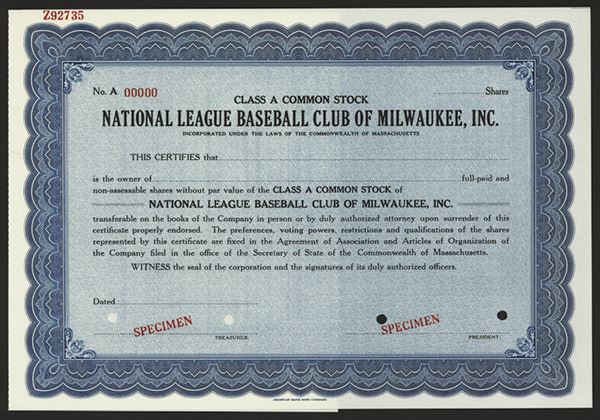 Z92735
No. A 00000
Shares
CLASS A COMMON STOCK
NATIONAL LEAGUE BASEBALL CLUB OF MILWAUKEE, INC.
INCORPORATED UNDER THE LAWS OF THE COMMONWEALTH OF MASSACHUSETTS
THIS CERTIFIES that
is the owner of full-paid and
non-assessable shares without par value of the CLASS A COMMON STOCK of
NATIONAL LEAGUE BASEBALL CLUB OF MILWAUKEE, INC.
transferable on the books of the Company in person or by duly authorized attorney upon surrender of this
certificate properly endorsed. The preferences, voting powers, restrictions and qualifications of the shares
represented by this certificate are fixed in the Agreement of Association and Articles of Organization of
the Company filed in the office of the Secretary of State of the Commonwealth of Massachusetts.
WITNESS the seal of the corporation and the signatures of its duly authorized officers.
Dated
SPECIMEN
SPECIMEN
TREASURER.
PRESIDENT.
AMERICAN BANK NOTE COMPANY.